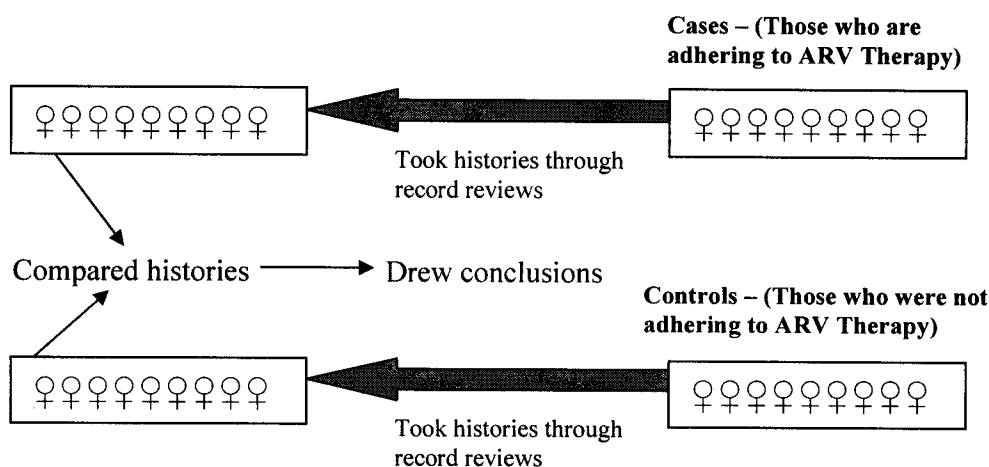 Cases – (Those who are
adhering to ARV Therapy)
Took histories through
record reviews
Compared histories
Drew conclusions
Controls – (Those who were not
adhering to ARV Therapy)
Took histories through
record reviews